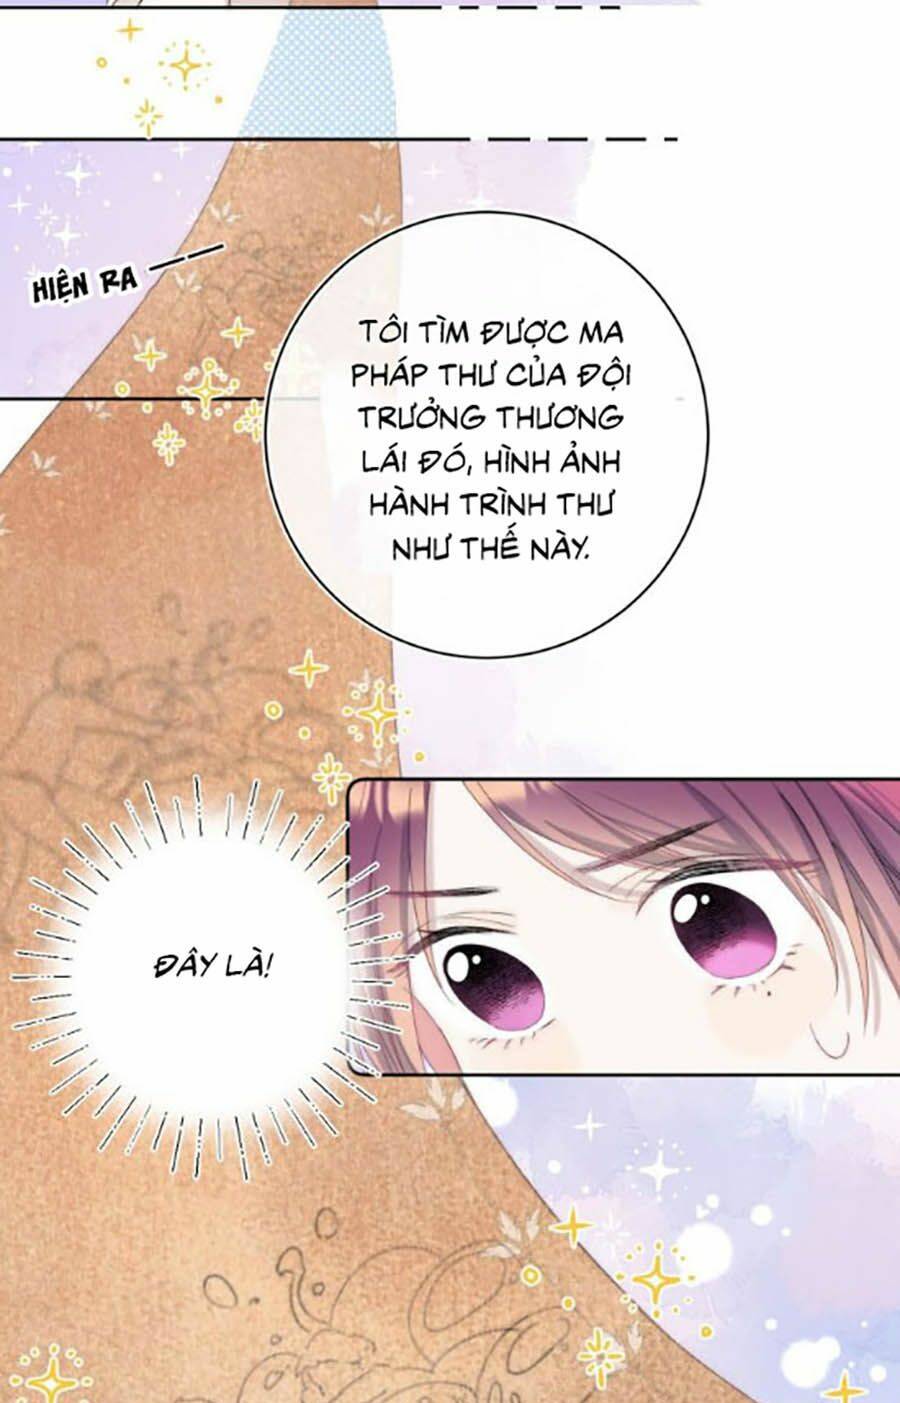 HIỆN RA
TÔI TÌM ĐƯỢC MA
PHÁP THƯ CỦA ĐỘI
TRƯỞNG THƯƠNG
LÁI ĐÓ, HÌNH ẢNH
HÀNH TRÌNH THƯ
NHƯ THẾ NÀY.
ĐÂY LÀ!